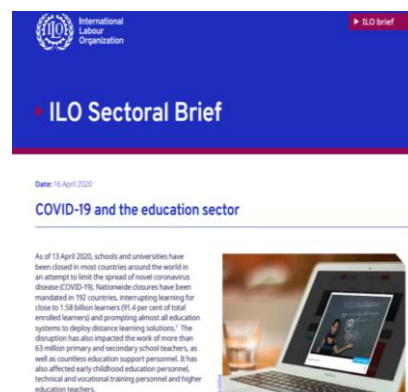 International
Labour
Organization
▶ ILO brief
ILO Sectoral Brief
Date: 16 April 2020
COVID-19 and the education sector
As of 13 April 2020, schools and universities have
been closed in most countries around the world in
an attempt to limit the spread of novel coronavirus
disease (COVID-19). Nationwide closures have been
mandated in 192 countries, interrupting learning for
close to 1.58 billion learners (91.4 per cent of total
enrolled learners) and prompting almost all education
systems to deploy distance learning solutions.¹ The
disruption has also impacted the work of more than
63 million primary and secondary school teachers, as
well as countless education support personnel. It has
also affected early childhood education personnel,
technical and vocational training personnel and higher
education teachers.